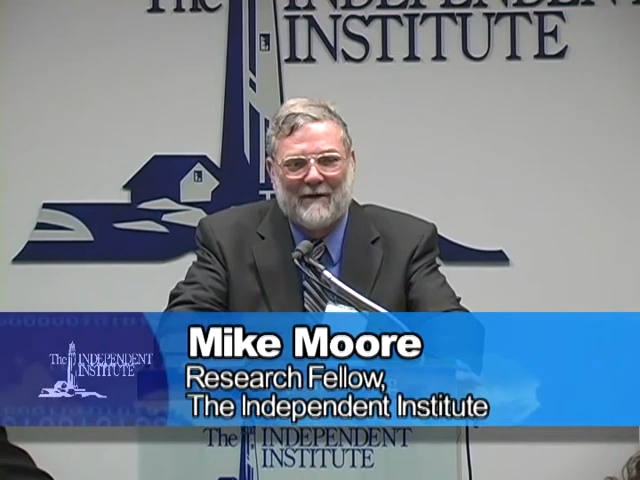 The INDEPENDENT
INSTITUTE
Mike Moore
Research Fellow,
The Independent Institute
The INDEPENDENT
INSTITUTE
The INDEPENDENT
INSTITUTE